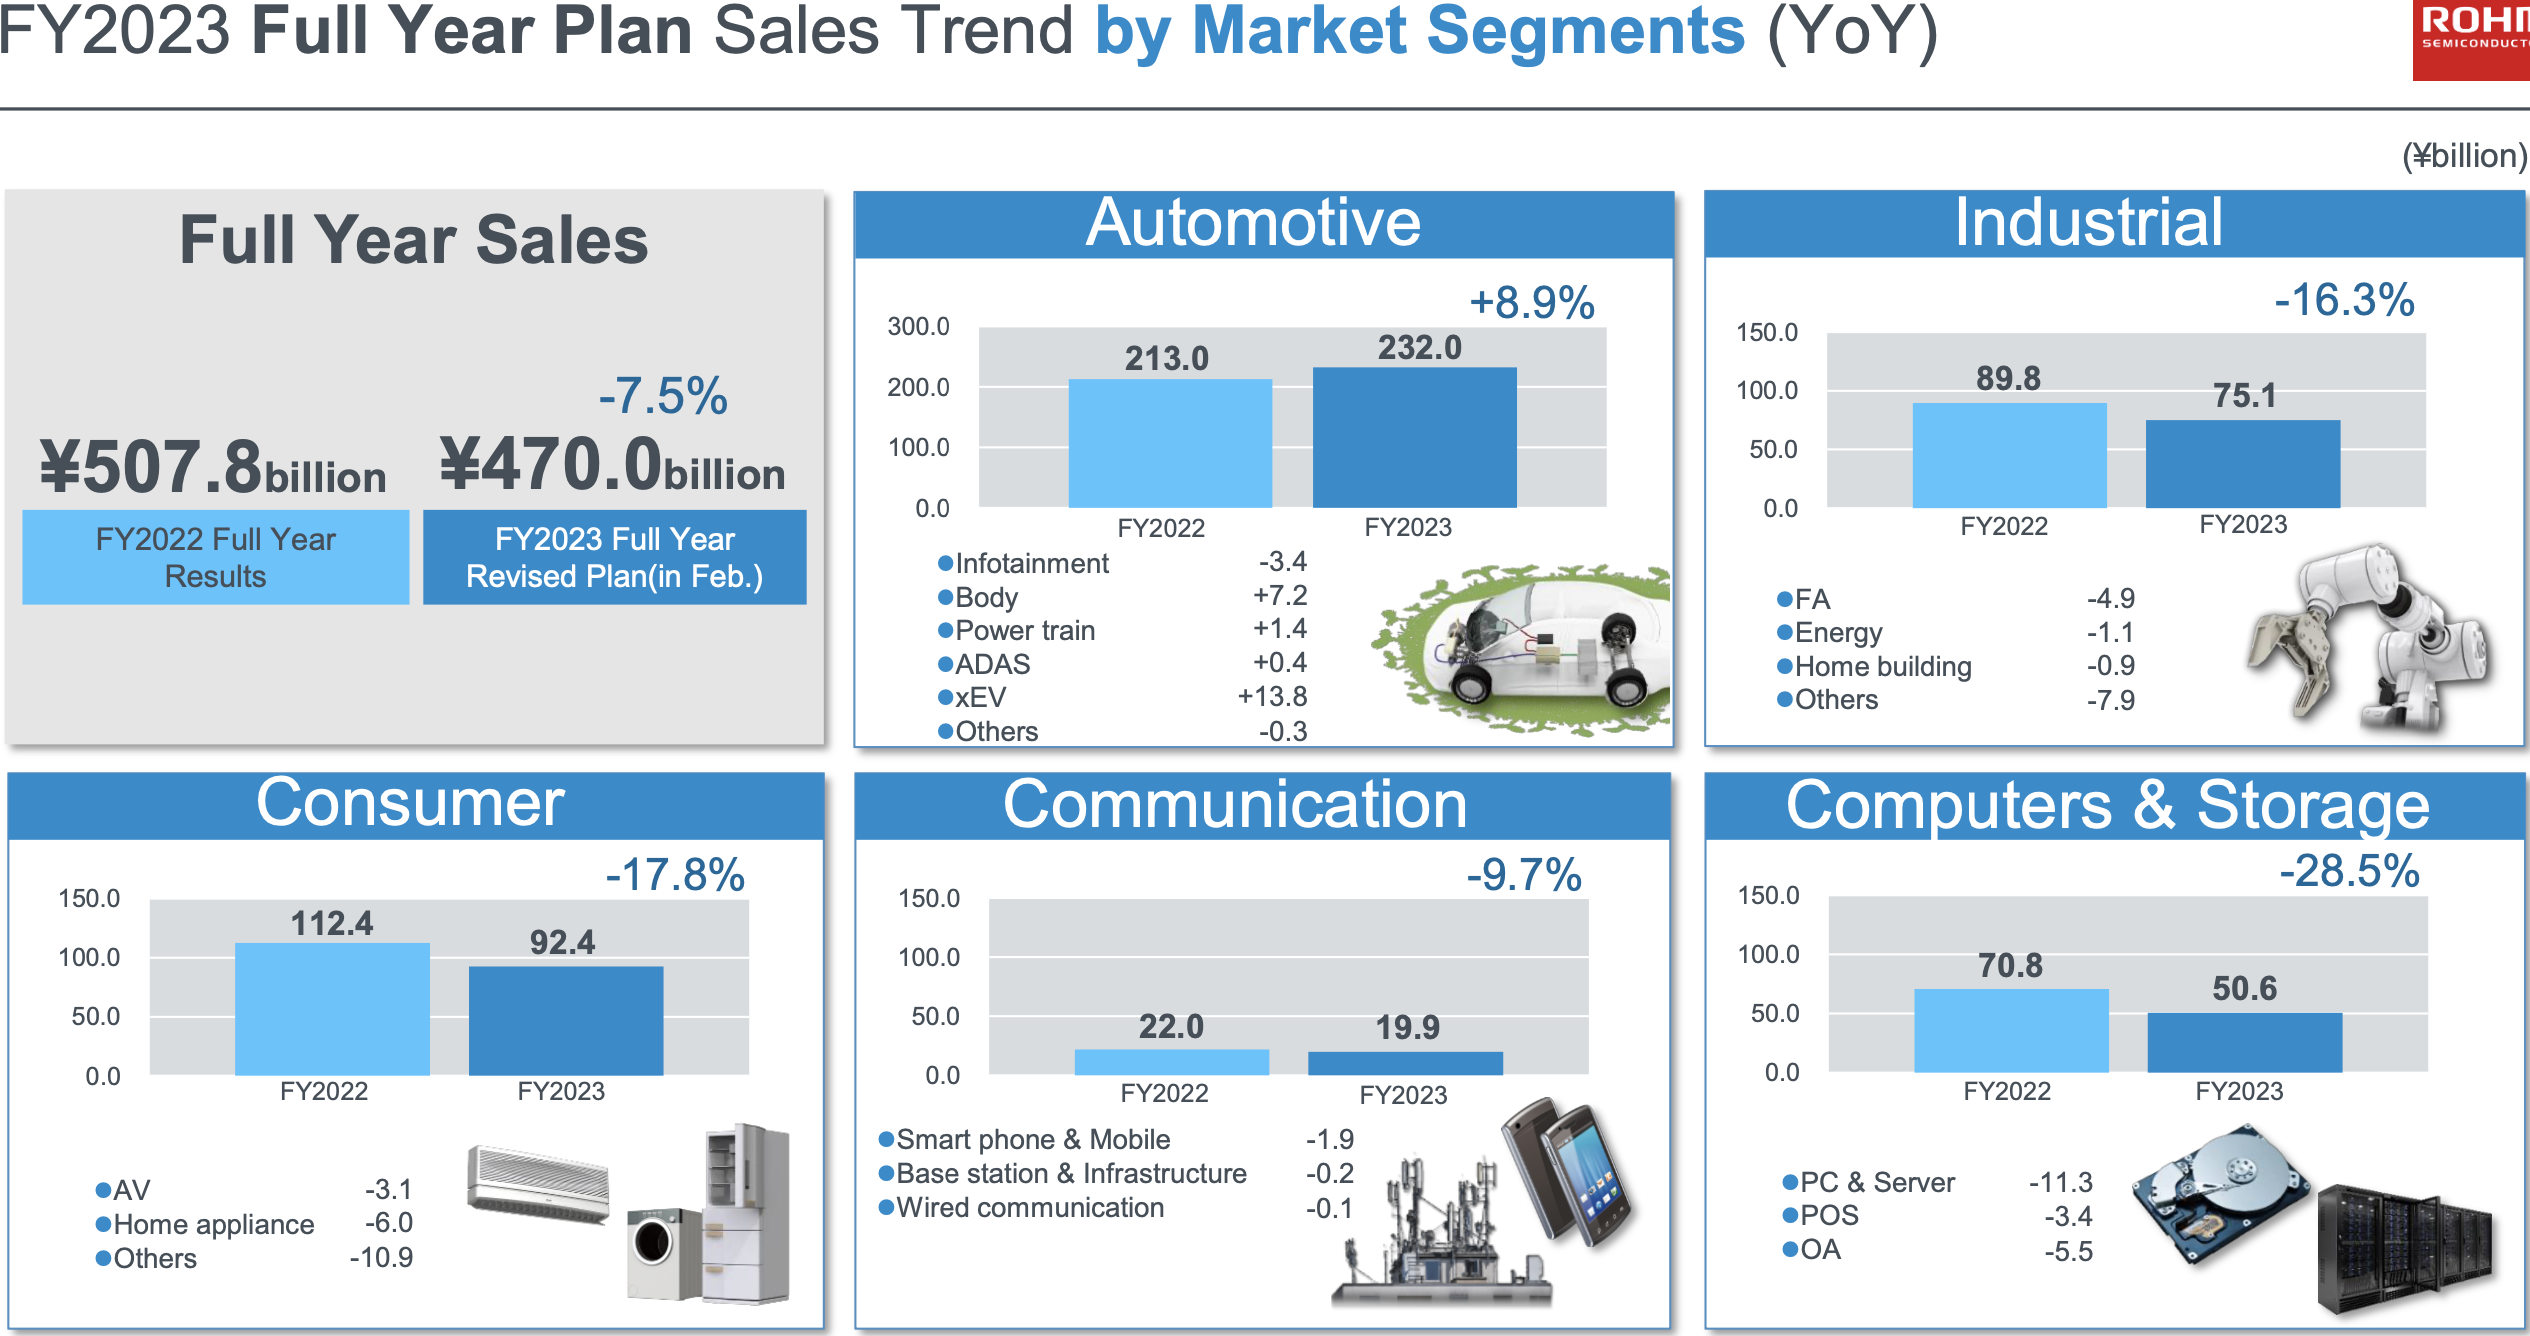 FY2023 Full Year Plan Sales Trend by Market Segments (YoY)
ROHM
SEMICONDUCTO
(¥billion)
Full Year Sales
-7.5%
¥507.8billion ¥470.0billion
FY2022 Full Year
Results
FY2023 Full Year
Revised Plan(in Feb.)
Automotive
+8.9%
300.0
200.0
100.0
0.0
213.0
232.0
FY2022
FY2023
●Infotainment -3.4
●Body +7.2
●Power train +1.4
●ADAS +0.4
●xEV +13.8
●Others -0.3
Industrial
-16.3%
150.0
100.0
50.0
0.0
89.8
75.1
FY2022
FY2023
●FA -4.9
●Energy -1.1
●Home building -0.9
●Others -7.9
Consumer
-17.8%
150.0
100.0
50.0
0.0
112.4
92.4
FY2022
FY2023
●AV -3.1
●Home appliance -6.0
●Others -10.9
Communication
-9.7%
150.0
100.0
50.0
0.0
22.0
19.9
FY2022
FY2023
●Smart phone & Mobile -1.9
●Base station & Infrastructure -0.2
●Wired communication -0.1
Computers & Storage
-28.5%
150.0
100.0
50.0
0.0
70.8
50.6
FY2022
FY2023
●PC & Server -11.3
●POS -3.4
●OA -5.5